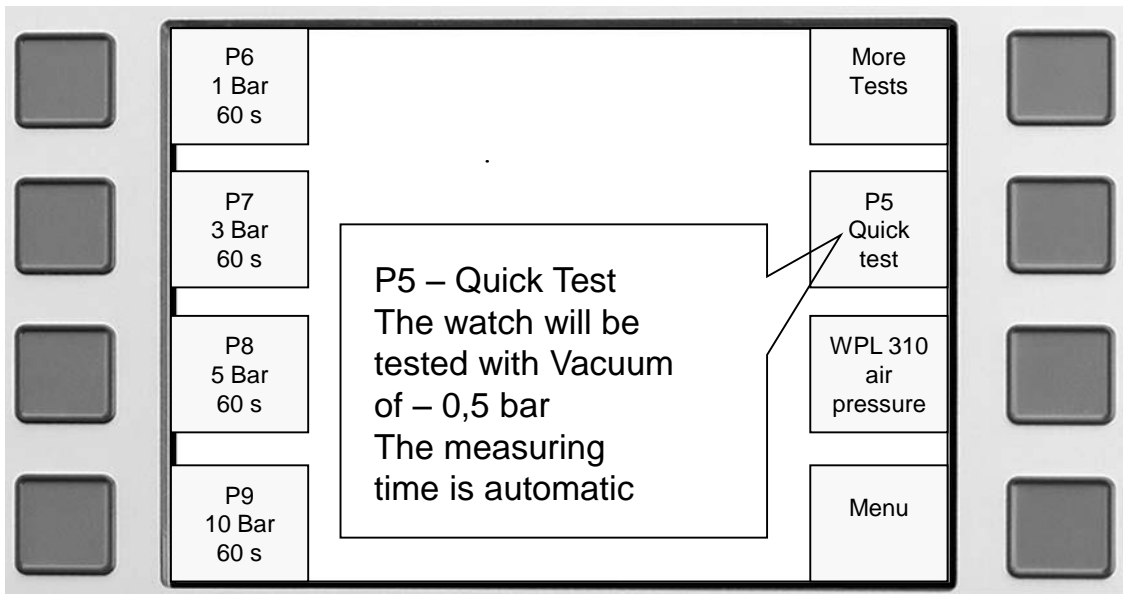 P6
1 Bar
60 s
P7
3 Bar
60 s
P8
5 Bar
60 s
P9
10 Bar
60 s
P5 – Quick Test
The watch will be
tested with Vacuum
of – 0,5 bar
The measuring
time is automatic
More
Tests
P5
Quick
test
WPL 310
air
pressure
Menu